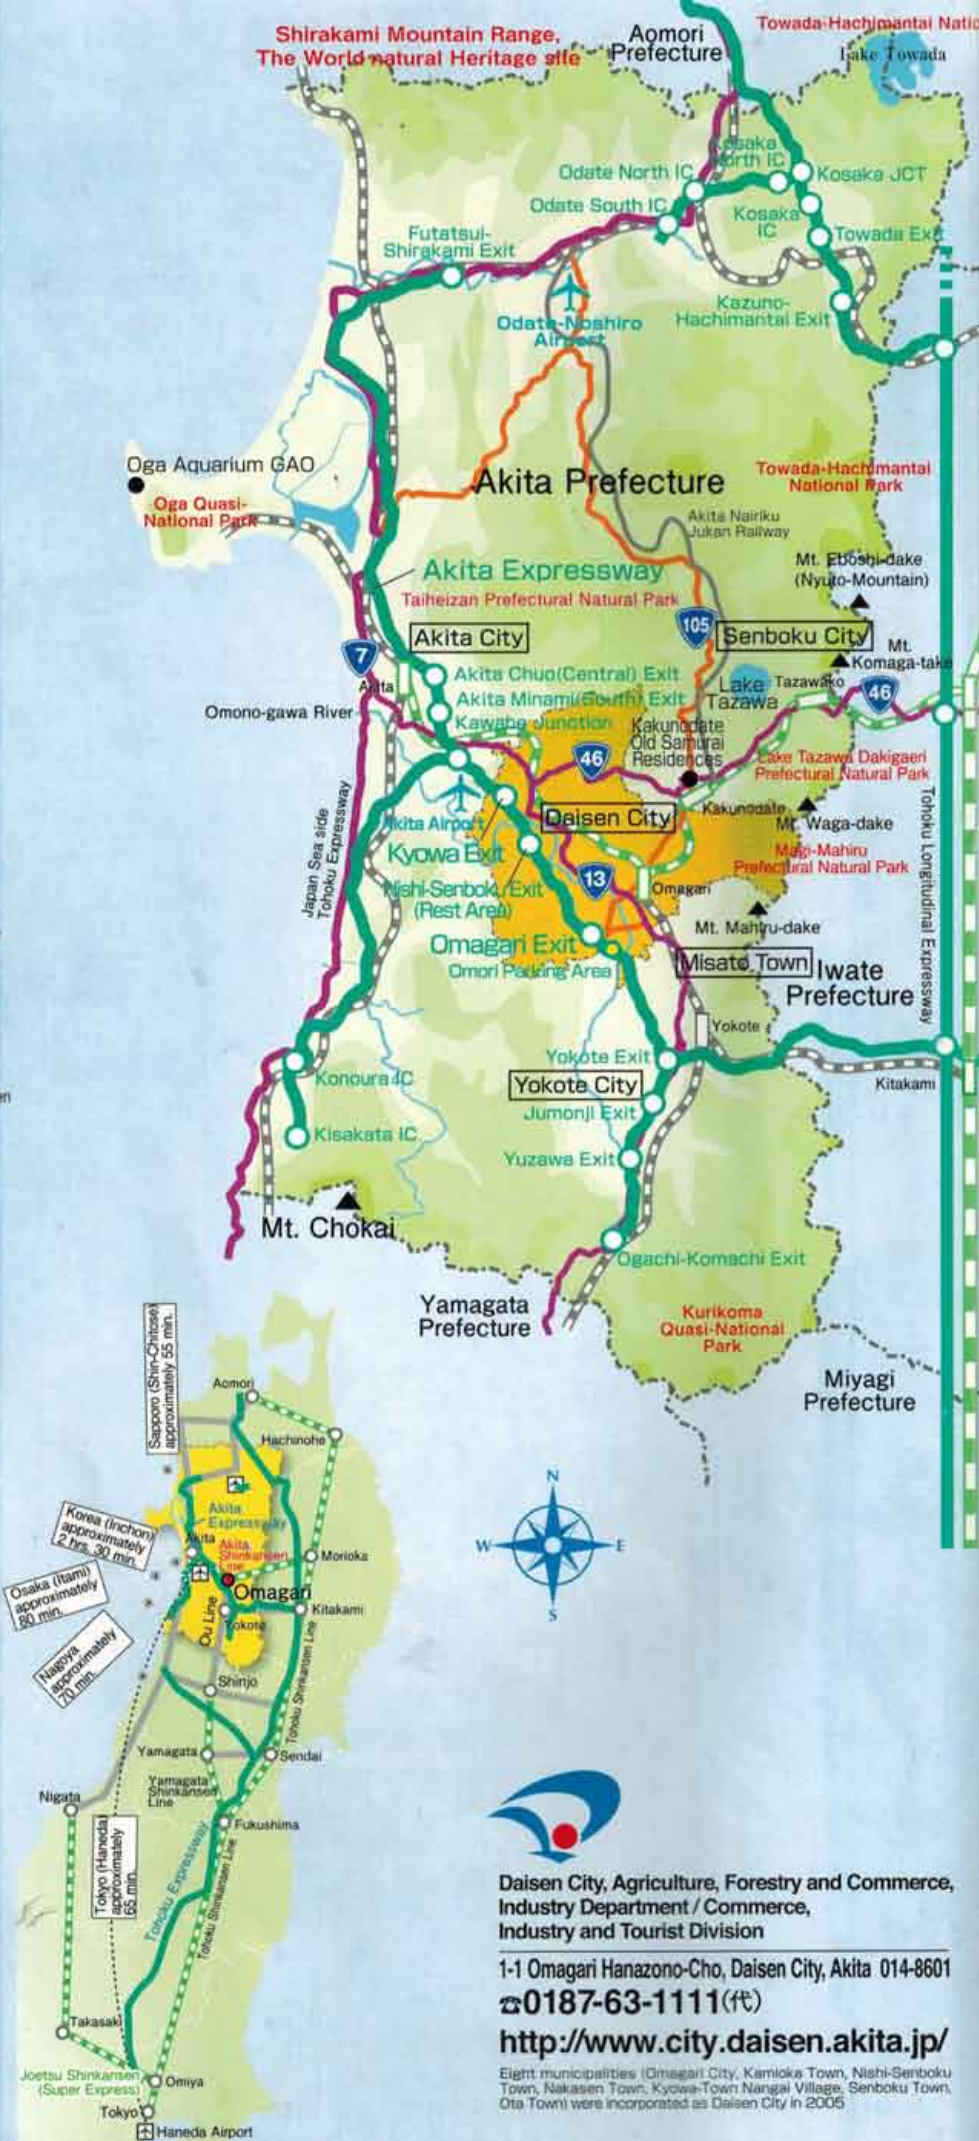 Shirakami Mountain Range,
The World natural Heritage site
Aomori
Prefecture
Towada-Hachimantai Natio
Lake Towada
Kosaka
North IC
Odate North IC
Kosaka JCT
Odate South IC
Kosaka
IC
Towada Exit
Futatsui-
Shirakami Exit
Kazuno-
Hachimantai Exit
Odate-Noshiro
Airport
Oga Aquarium GAO
Oga Quasi-
National Park
Akita Prefecture
Towada-Hachimantai
National Park
Akita Nairiku
Jukan Railway
Mt. Eboshi-dake
(Nyuto-Mountain)
Akita Expressway
Taiheizan Prefectural Natural Park
105
Akita City
Senboku City
7
Mt.
Komaga-take
Akita Chuo(Central) Exit
Akita
Lake
Tazawa
Tazawako
46
Akita Minami(South) Exit
Omono-gawa River
Kawabe Junction
Kakunodate
Old Samurai
Residences
46
Lake Tazawa Dakigaeri
Prefectural Natural Park
Akita Airport
Daisen City
Kakunodate
Mt. Waga-dake
Kyowa Exit
Magi-Mahiru
Prefectural Natural Park
Japan Sea side
Tohoku Expressway
Tohoku Longitudinal Expressway
Nishi-Senboku Exit
(Rest Area)
13
Omagari
Mt. Mahiru-dake
Omagari Exit
Omori Parking Area
Misato Town
Iwate
Prefecture
Yokote
Yokote Exit
Kitakami
Konoura IC
Yokote City
Jumonji Exit
Kisakata IC
Yuzawa Exit
Mt. Chokai
Ogachi-Komachi Exit
Yamagata
Prefecture
Kurikoma
Quasi-National
Park
Miyagi
Prefecture
Sapporo (Shin-Chitose)
approximately 55 min.
Aomori
Hachinohe
Korea (Inchon)
approximately
2 hrs. 30 min.
Akita
Expressway
Akita
Akita
Shinkansen
Line
Morioka
Osaka (Itami)
approximately
80 min.
Omagari
Kitakami
Ou Line
Yokote
Nagoya
approximately
70 min.
Shinjo
Tohoku Shinkansen Line
Yamagata
Sendai
Yamagata
Shinkansen
Line
Nigata
Fukushima
Tokyo (Haneda)
approximately
65 min.
Tohoku Expressway
Tohoku Shinkansen Line
Takasaki
Joetsu Shinkansen
(Super Express)
Omiya
Tokyo
Haneda Airport
N
W
E
S
Daisen City, Agriculture, Forestry and Commerce,
Industry Department / Commerce,
Industry and Tourist Division
1-1 Omagari Hanazono-Cho, Daisen City, Akita 014-8601
☎0187-63-1111(代)
http://www.city.daisen.akita.jp/
Eight municipalities (Omagari City, Kamioka Town, Nishi-Senboku
Town, Nakasen Town, Kyowa-Town Nangai Village, Senboku Town,
Ota Town) were incorporated as Daisen City in 2005